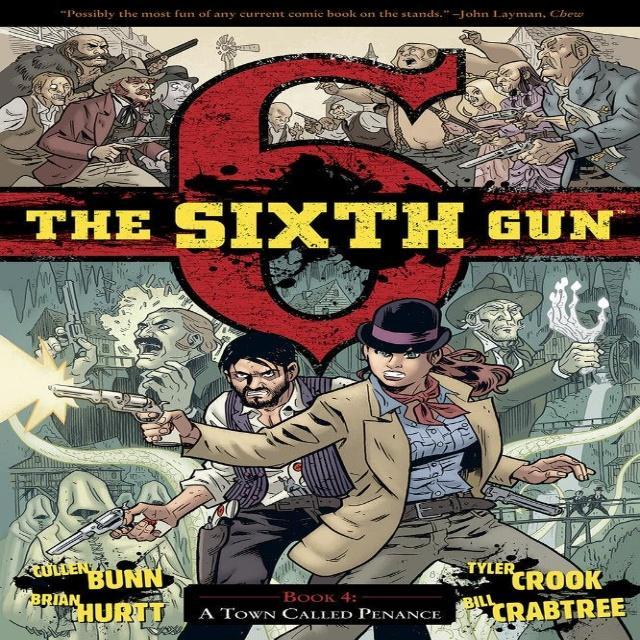 "Possibly the most fun of any current comic book on the stands." –John Layman, Chew
6
THE SIXTH GUN™
CULLEN BUNN
BRIAN HURTT
BOOK 4:
A TOWN CALLED PENANCE
TYLER CROOK
BILL CRABTREE